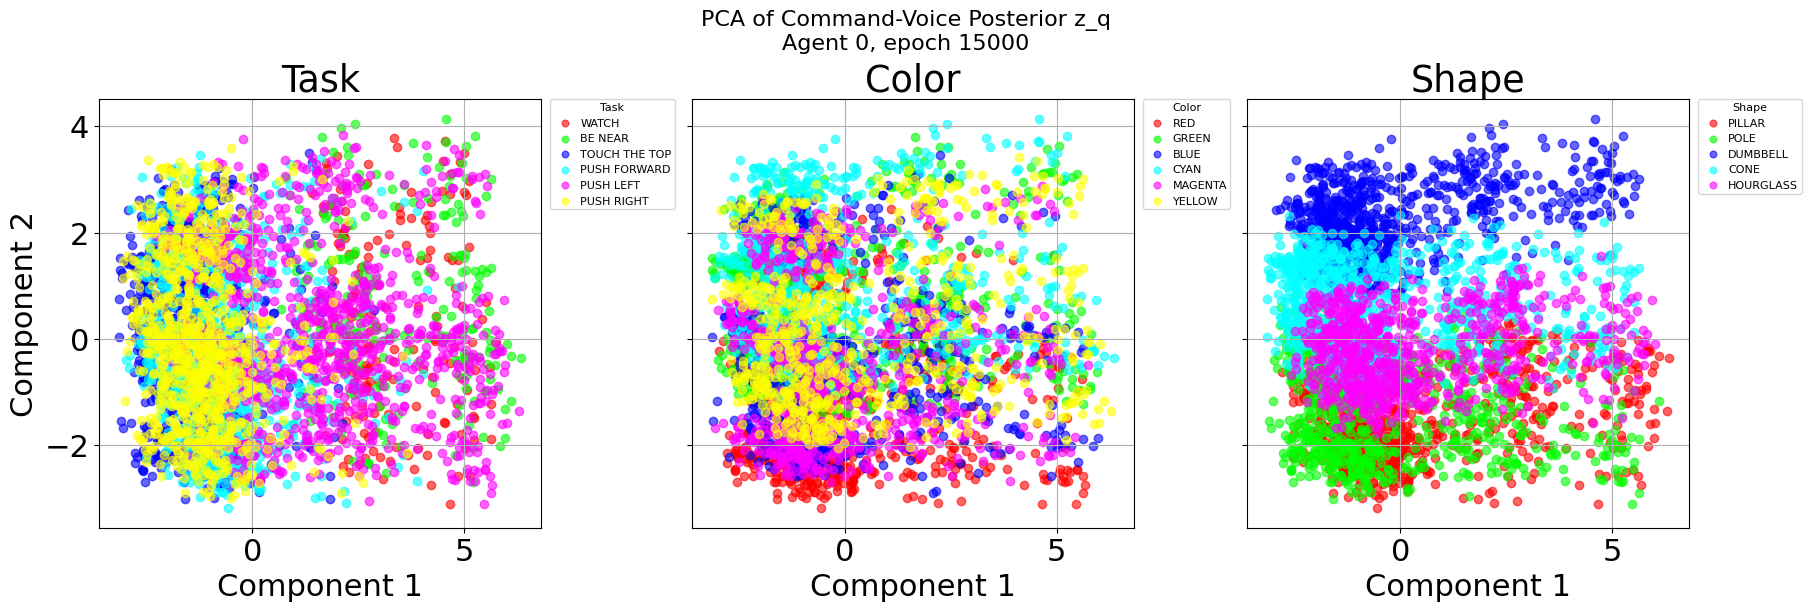 PCA of Command-Voice Posterior z_q
Agent 0, epoch 15000
Task
Color
Shape
Component 2
4
2
0
−2
0
5
Component 1
Task
WATCH
BE NEAR
TOUCH THE TOP
PUSH FORWARD
PUSH LEFT
PUSH RIGHT
0
5
Component 1
Color
RED
GREEN
BLUE
CYAN
MAGENTA
YELLOW
0
5
Component 1
Shape
PILLAR
POLE
DUMBBELL
CONE
HOURGLASS